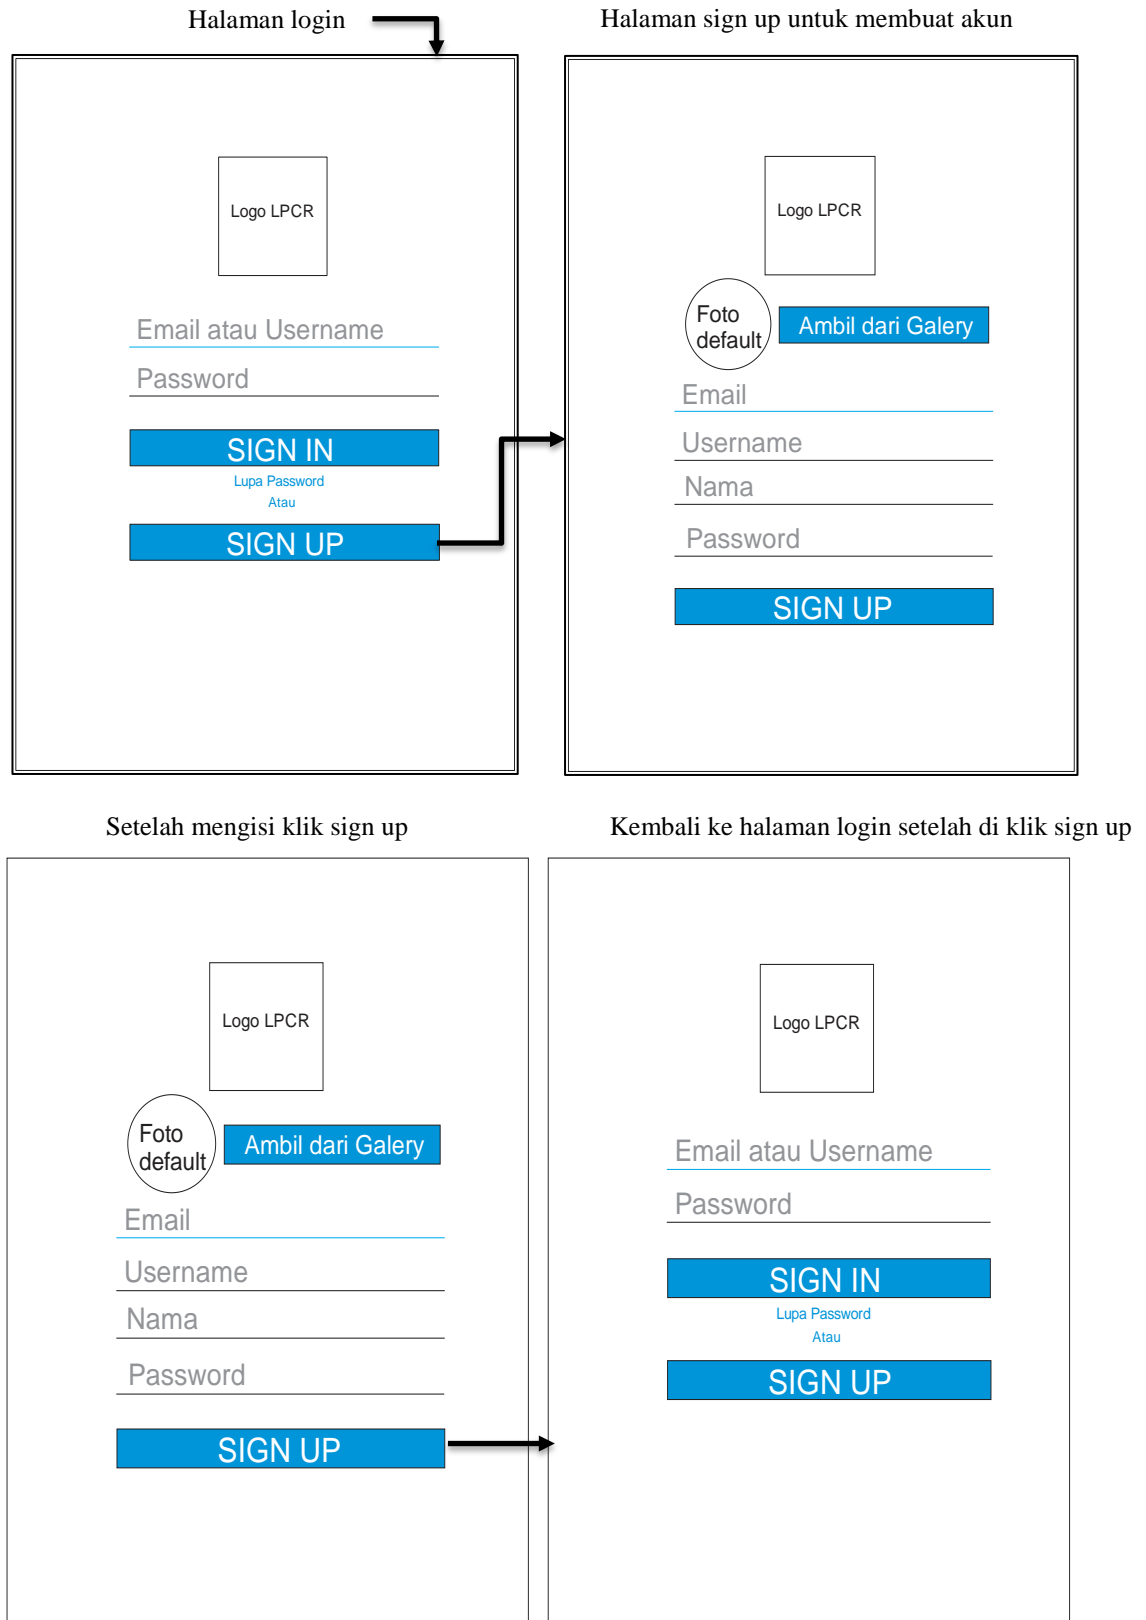 Halaman login
Halaman sign up untuk membuat akun
Logo LPCR
Email atau Username
Password
SIGN IN
Lupa Password
Atau
SIGN UP
Logo LPCR
Foto
default
Ambil dari Galery
Email
Username
Nama
Password
SIGN UP
Setelah mengisi klik sign up
Kembali ke halaman login setelah di klik sign up
Logo LPCR
Foto
default
Ambil dari Galery
Email
Username
Nama
Password
SIGN UP
Logo LPCR
Email atau Username
Password
SIGN IN
Lupa Password
Atau
SIGN UP